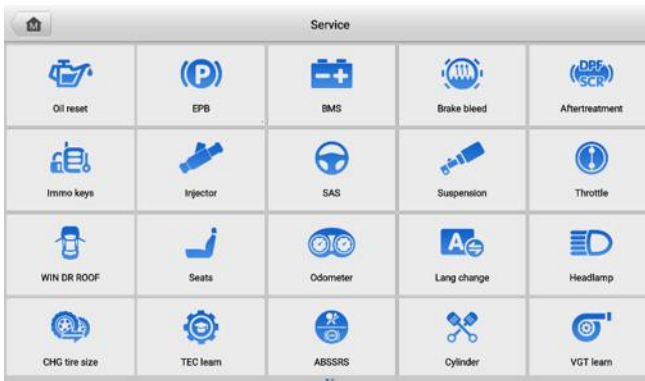 M
Service
Oil reset
(P)
EPB
BMS
Brake bleed
DPF
SCR
Aftertreatment
Immo keys
Injector
SAS
Suspension
Throttle
WIN DR ROOF
Seats
Odometer
A
Lang change
Headlamp
CHG tire size
TEC learn
ABSSRS
Cylinder
VGT learn